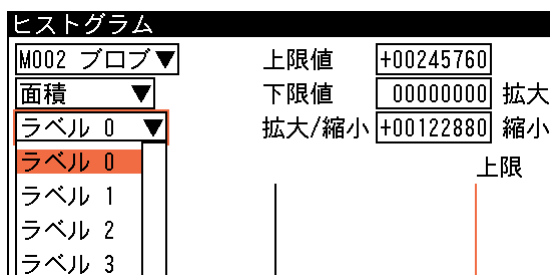 ヒストグラム
M002 ブロブ▼ 上限値 +00245760
面積 ▼ 下限値 00000000 拡大
ラベル 0 ▼ 拡大/縮小 +00122880 縮小
ラベル 0 上限
ラベル 1
ラベル 2
ラベル 3